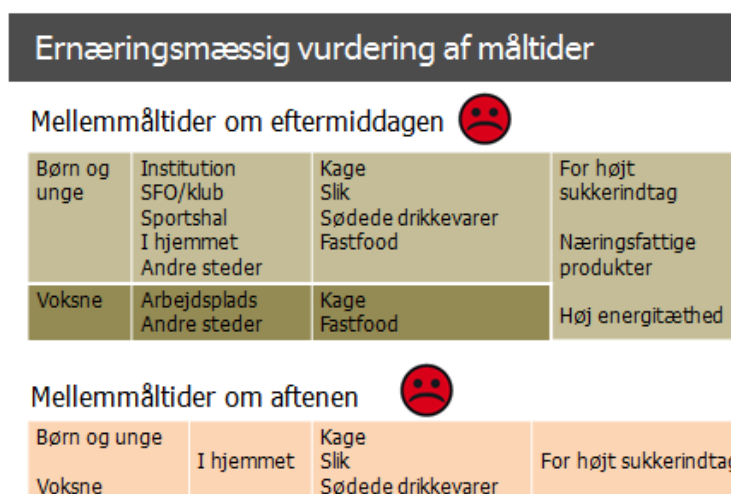 Ernæringsmæssig vurdering af måltider
Mellemmåltider om eftermiddagen
Børn og
unge
Institution
SFO/klub
Sportshal
I hjemmet
Andre steder
Kage
Slik
Sødede drikkevarer
Fastfood
For højt
sukkerindtag
Næringsfattige
produkter
Høj energitæthed
Voksne
Arbejdsplads
Andre steder
Kage
Fastfood
Mellemmåltider om aftenen
Børn og unge
Voksne
I hjemmet
Kage
Slik
Sødede drikkevarer
For højt sukkerindtag